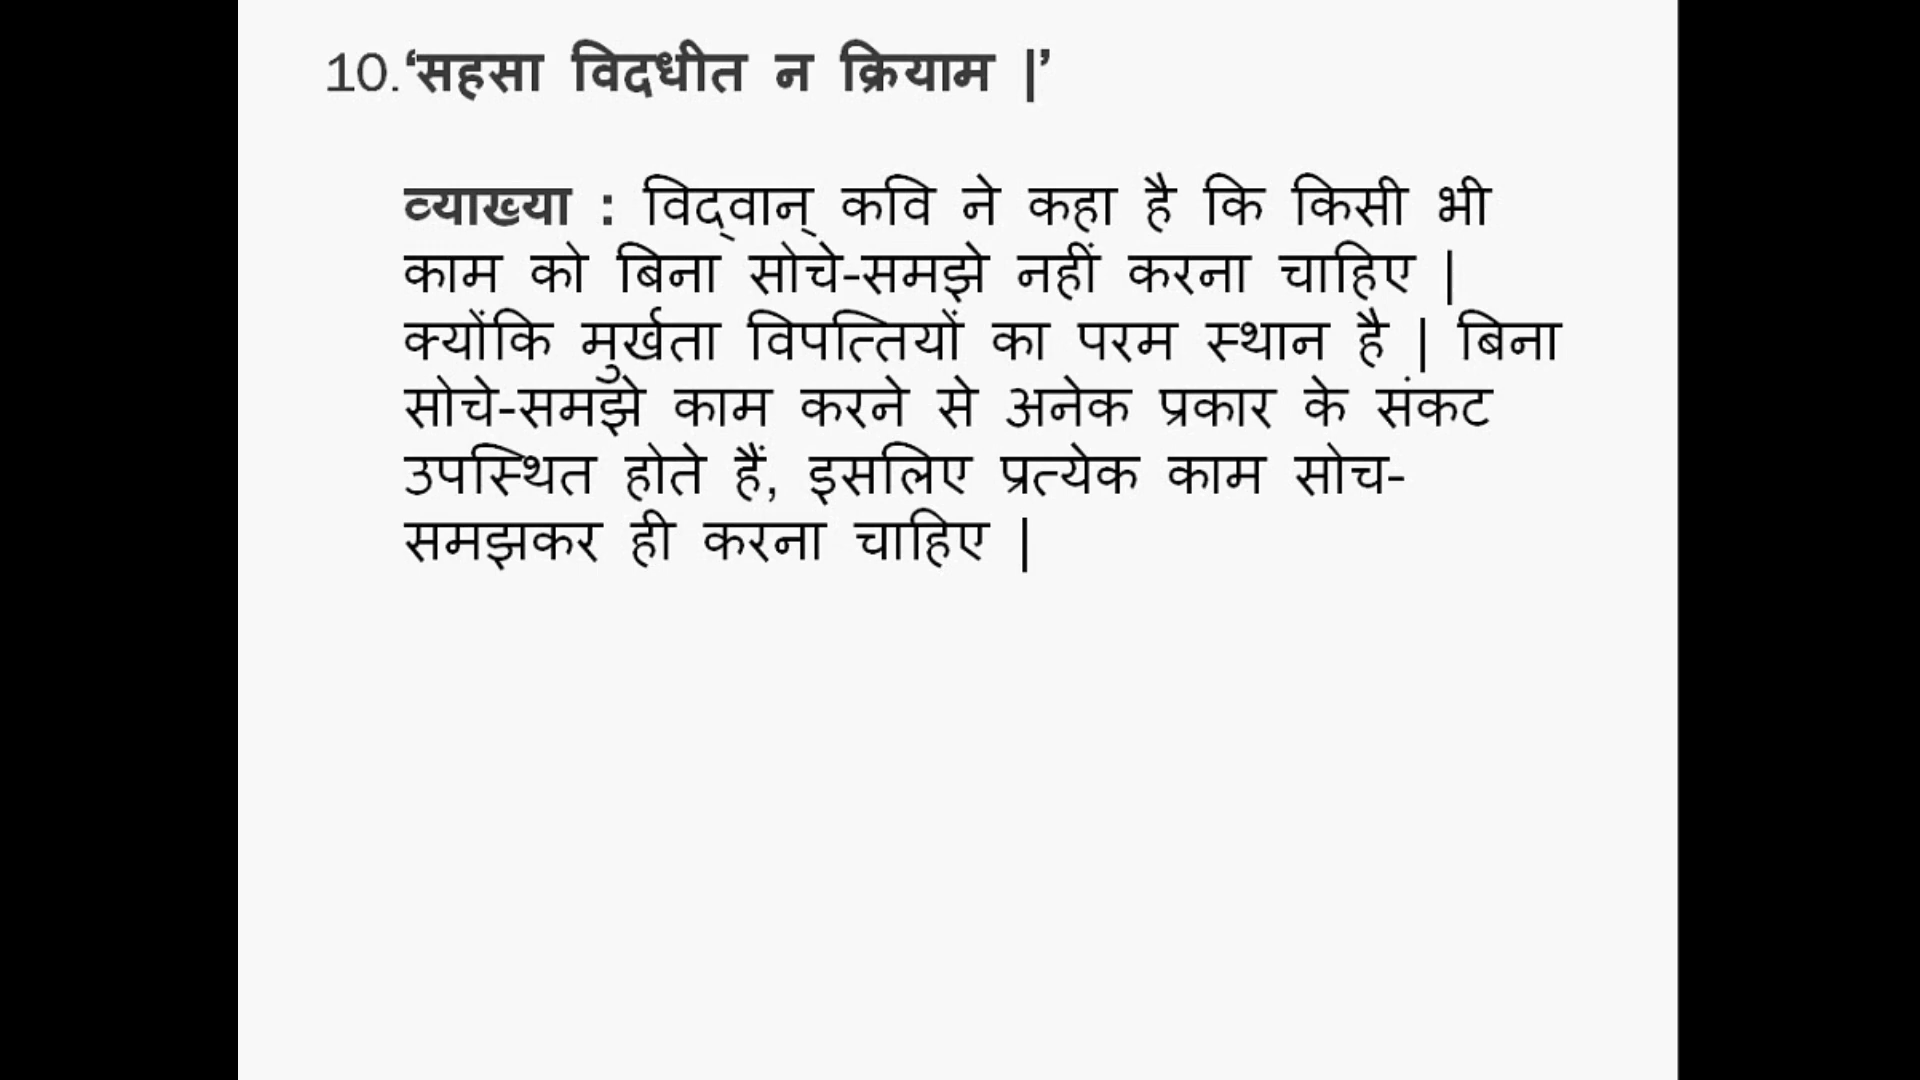 10.‘सहसा विदधीत न क्रियाम |’
व्याख्या : विद्‌वान् कवि ने कहा है कि किसी भी
काम को बिना सोचे-समझे नहीं करना चाहिए |
क्योंकि मुर्खता विपत्तियों का परम स्थान है | बिना
सोचे-समझे काम करने से अनेक प्रकार के संकट
उपस्थित होते हैं, इसलिए प्रत्येक काम सोच-
समझकर ही करना चाहिए |